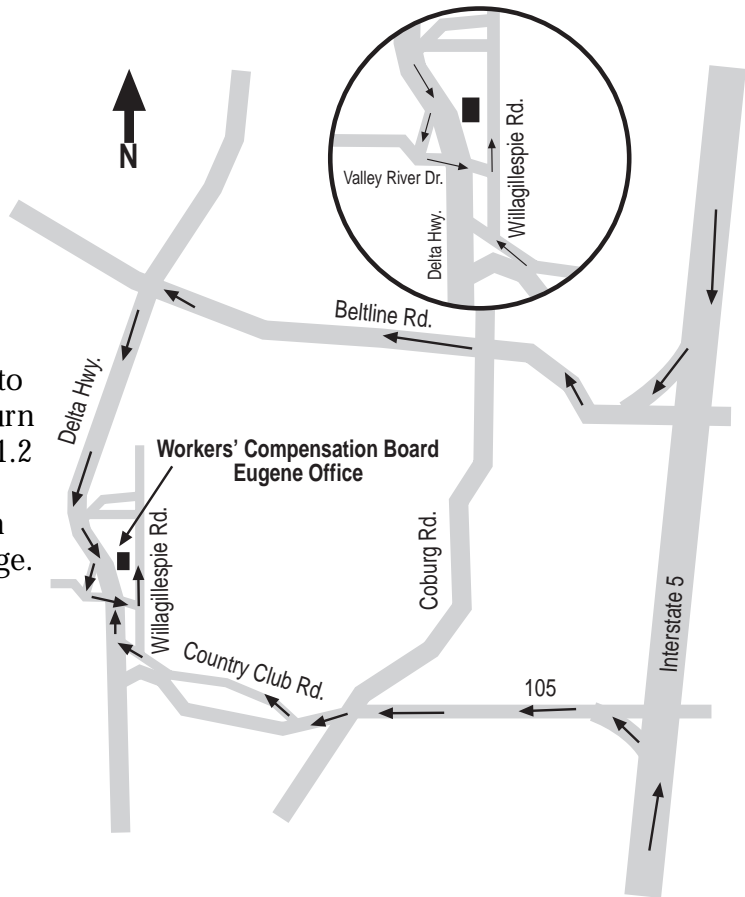 N
Valley River Dr.
Delta Hwy.
Willagillespie Rd.
Beltline Rd.
to
urn
1.2
n
ge.
Delta Hwy.
Workers’ Compensation Board
Eugene Office
Willagillespie Rd.
Coburg Rd.
Interstate 5
Country Club Rd.
105